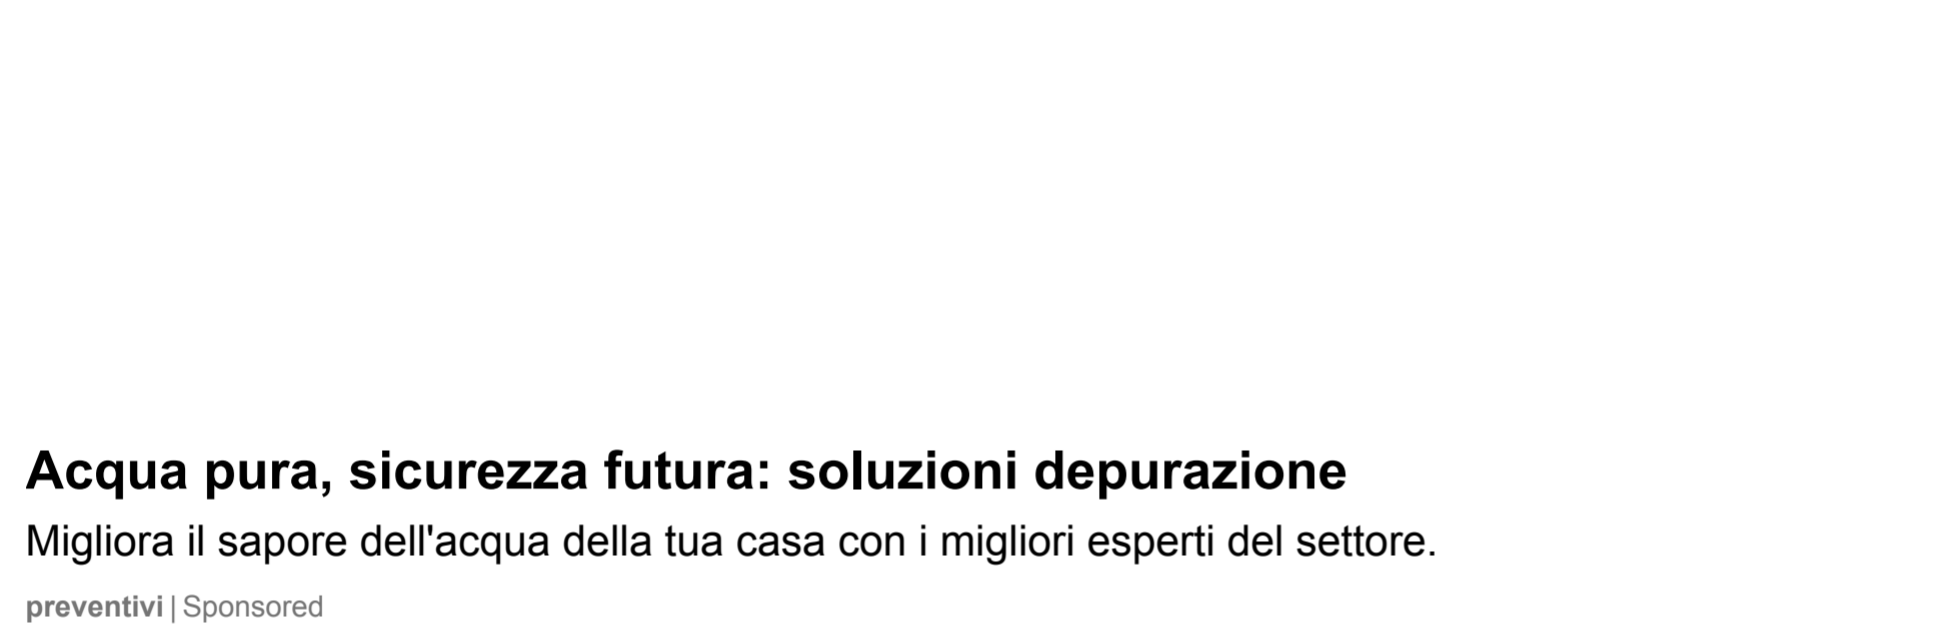 Acqua pura, sicurezza futura: soluzioni depurazione
Migliora il sapore dell'acqua della tua casa con i migliori esperti del settore.
preventivi | Sponsored